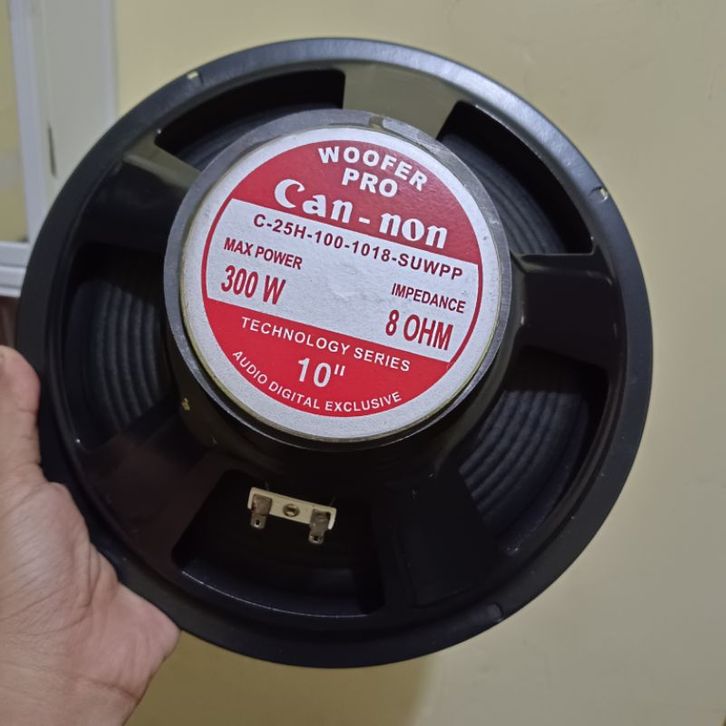 WOOFER
PRO
Can-non
C-25H-100-1018-SUWPP
MAX POWER
300 W
IMPEDANCE
8 OHM
TECHNOLOGY SERIES
10"
AUDIO DIGITAL EXCLUSIVE